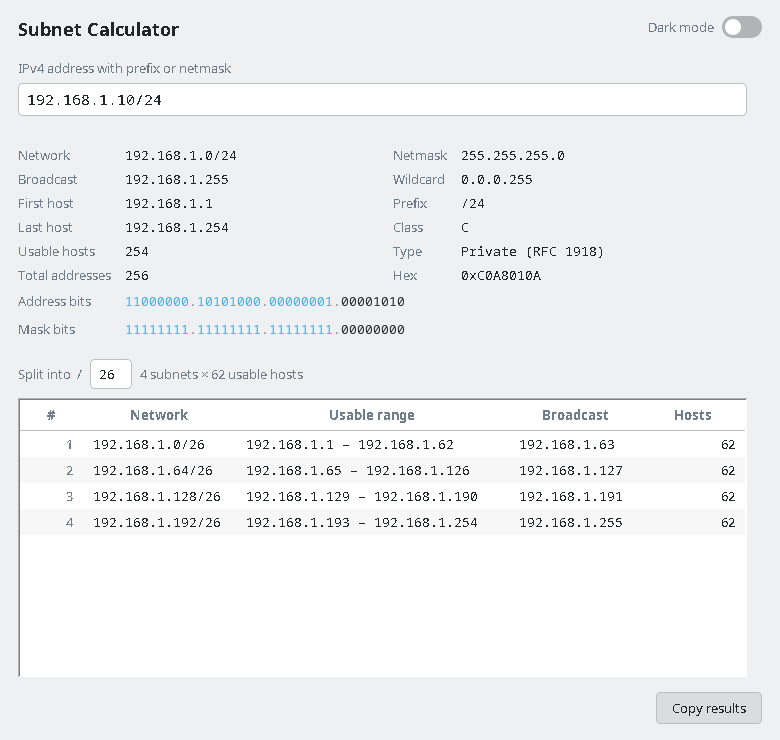 Subnet Calculator
Dark mode
IPv4 address with prefix or netmask
192.168.1.10/24
Network 192.168.1.0/24 Netmask 255.255.255.0
Broadcast 192.168.1.255 Wildcard 0.0.0.255
First host 192.168.1.1 Prefix /24
Last host 192.168.1.254 Class C
Usable hosts 254 Type Private (RFC 1918)
Total addresses 256 Hex 0xC0A8010A
Address bits 11000000.10101000.00000001.00001010
Mask bits 11111111.11111111.11111111.00000000
Split into / 26 4 subnets × 62 usable hosts
# Network Usable range Broadcast Hosts
1 192.168.1.0/26 192.168.1.1 – 192.168.1.62 192.168.1.63 62
2 192.168.1.64/26 192.168.1.65 – 192.168.1.126 192.168.1.127 62
3 192.168.1.128/26 192.168.1.129 – 192.168.1.190 192.168.1.191 62
4 192.168.1.192/26 192.168.1.193 – 192.168.1.254 192.168.1.255 62
Copy results